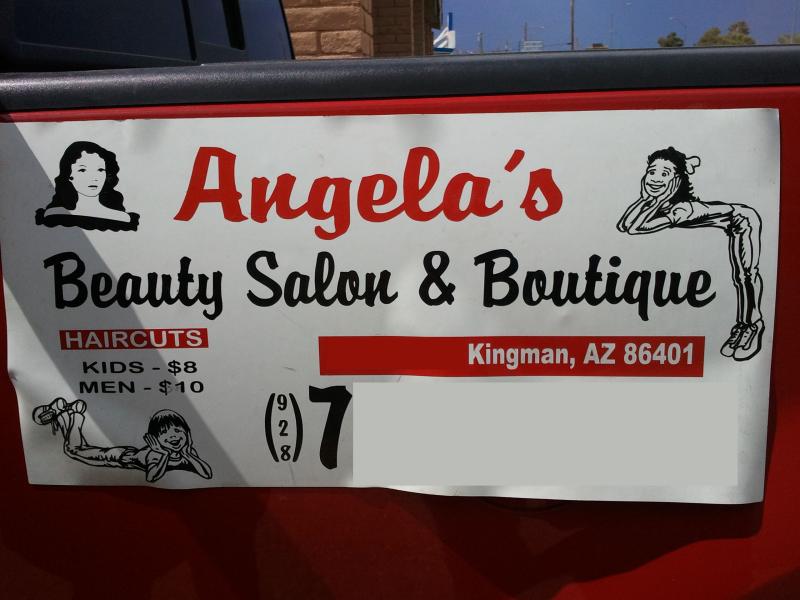 Angela's
Beauty Salon & Boutique
HAIRCUTS
KIDS - $8
MEN - $10
Kingman, AZ 86401
(928) 7